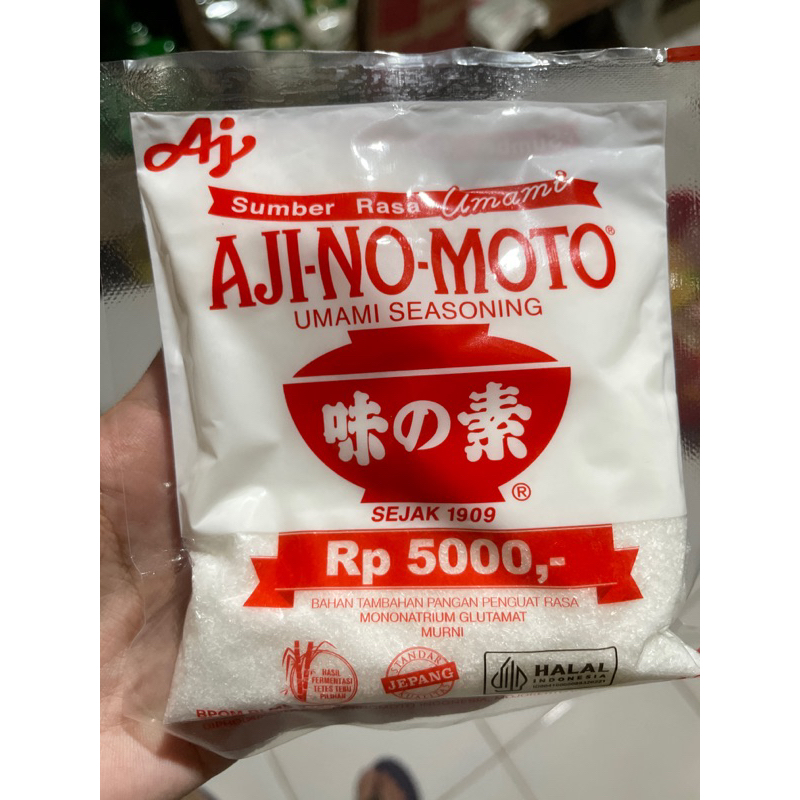 Aj
Sumber Rasa Umami
AJI-NO-MOTO®
UMAMI SEASONING
味の素
®
SEJAK 1909
Rp 5000,-
BAHAN TAMBAHAN PANGAN PENGUAT RASA
MONONATRIUM GLUTAMAT
MURNI
HASIL
FERMENTASI
TETES TEBU
PILIHAN
STANDAR
JEPANG
HALAL
INDONESIA